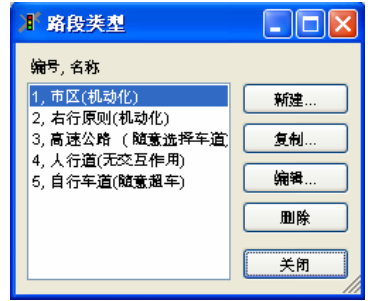 路段类型
编号, 名称
1, 市区(机动化)
2, 右行原则(机动化)
3, 高速公路 ( 随意选择车道)
4, 人行道(无交互作用)
5, 自行车道(随意超车)
新建...
复制...
编辑...
删除
关闭